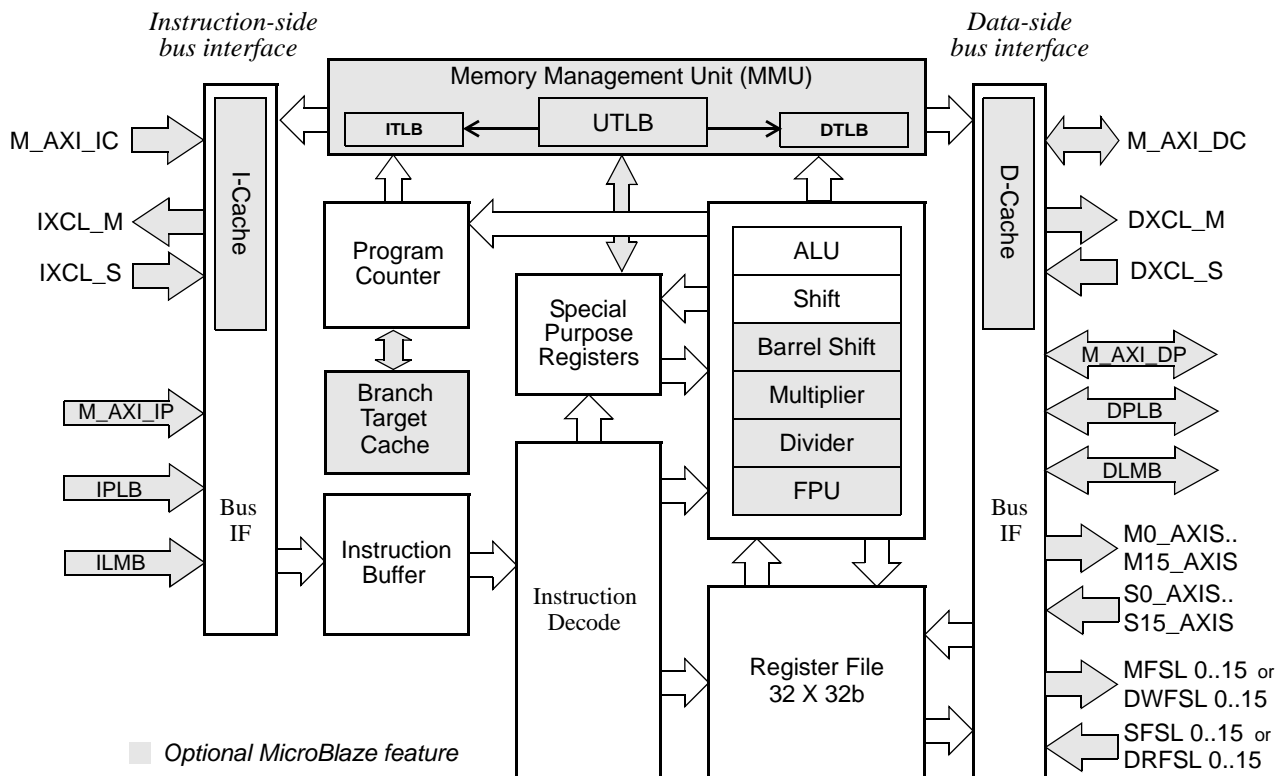 Instruction-side
bus interface
Data-side
bus interface
Memory Management Unit (MMU)
ITLB
UTLB
DTLB
M_AXI_IC
IXCL_M
IXCL_S
I-Cache
M_AXI_IP
IPLB
ILMB
Bus
IF
Program
Counter
Branch
Target
Cache
Instruction
Buffer
Special
Purpose
Registers
Instruction
Decode
ALU
Shift
Barrel Shift
Multiplier
Divider
FPU
Register File
32 X 32b
D-Cache
Bus
IF
M_AXI_DC
DXCL_M
DXCL_S
M_AXI_DP
DPLB
DLMB
M0_AXIS..
M15_AXIS
S0_AXIS..
S15_AXIS
MFSL 0..15 or
DWFSL 0..15
SFSL 0..15 or
DRFSL 0..15
Optional MicroBlaze feature